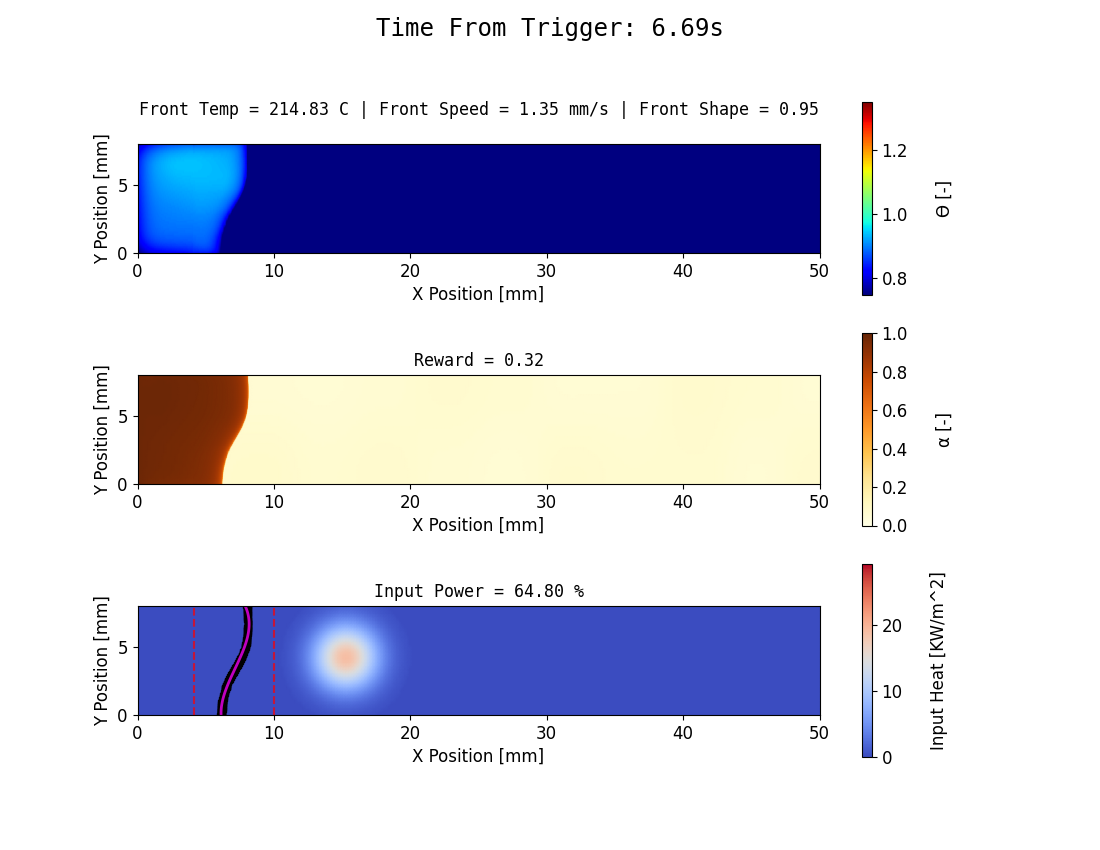 Time From Trigger: 6.69s
Front Temp = 214.83 C | Front Speed = 1.35 mm/s | Front Shape = 0.95
Y Position [mm]
5
0
0 10 20 30 40 50
X Position [mm]
1.2
1.0
0.8
Θ [-]
Reward = 0.32
Y Position [mm]
5
0
0 10 20 30 40 50
X Position [mm]
1.0
0.8
0.6
0.4
0.2
0.0
α [-]
Input Power = 64.80 %
Y Position [mm]
5
0
0 10 20 30 40 50
X Position [mm]
20
10
0
Input Heat [KW/m^2]